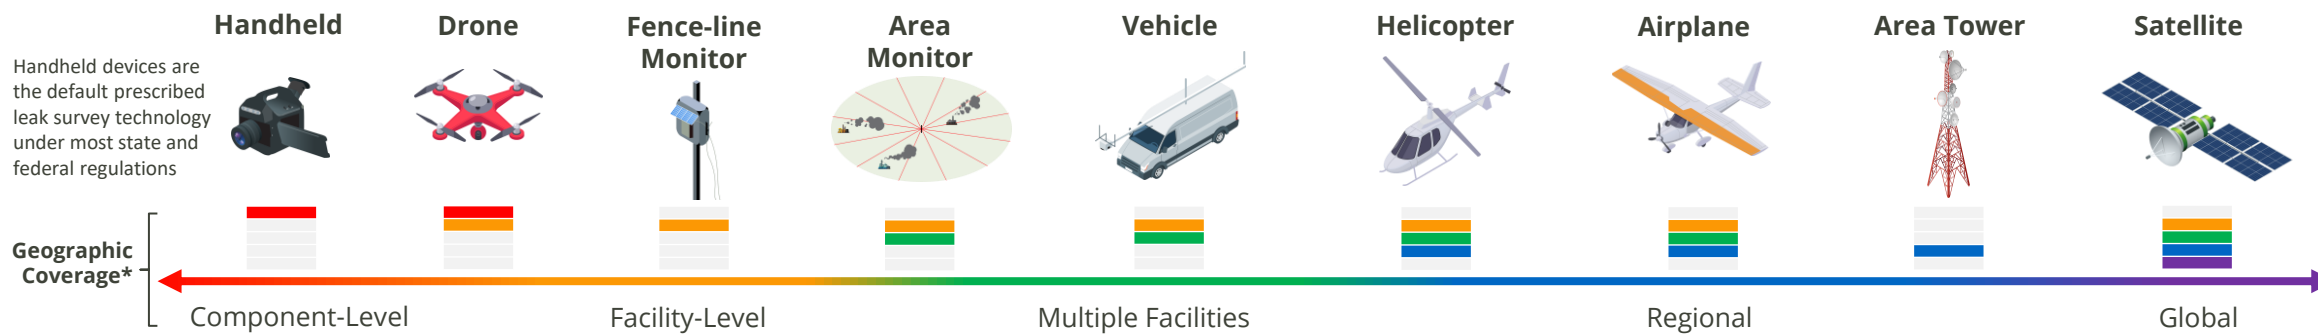 Handheld
Drone
Fence-line
Monitor
Area
Monitor
Vehicle
Helicopter
Airplane
Area Tower
Satellite
Handheld devices are
the default prescribed
leak survey technology
under most state and
federal regulations
Geographic
Coverage*
Component-Level
Facility-Level
Multiple Facilities
Regional
Global